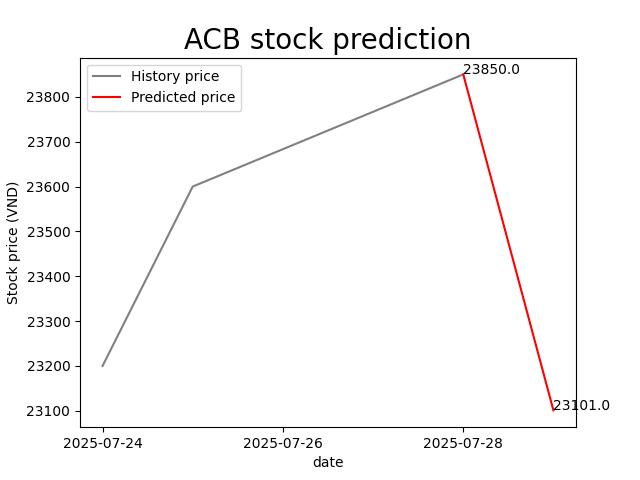 ACB stock prediction
History price
Predicted price
23850.0
23101.0
23800
23700
23600
23500
23400
23300
23200
23100
Stock price (VND)
2025-07-24
2025-07-26
2025-07-28
date